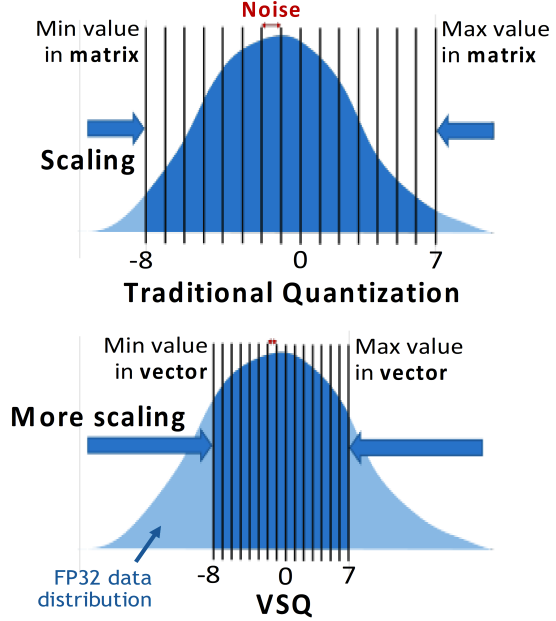 Noise
Min value
in matrix
Max value
in matrix
Scaling
-8
0
7
Traditional Quantization
Min value
in vector
Max value
in vector
More scaling
FP32 data
distribution
-8
0
7
VSQ